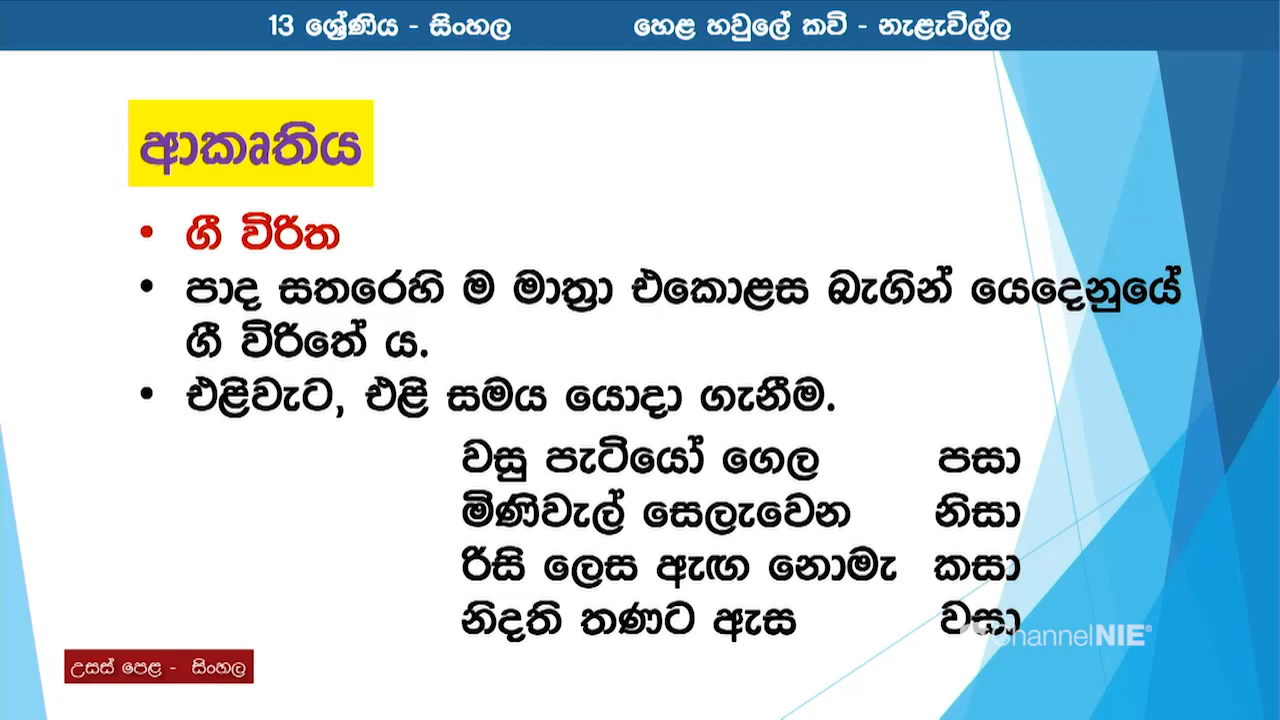 13 ශ්‍රේණිය - සිංහල හෙළ හවුලේ කවි - නැළැවිල්ල
ආකෘතිය
• ගී විරිත
• පාද සතරෙහි ම මාත්‍රා එකොළස බැගින් යෙදෙනුයේ
ගී විරිතේ ය.
• එළිවැට, එළි සමය යොදා ගැනීම.
වසු පැටියෝ ගෙල පසා
මිණිවැල් සෙලැවෙන නිසා
රිසි ලෙස ඇඟ නොමැ කසා
නිදති තණට ඇස වසා
channelNIE®
උසස් පෙළ - සිංහල